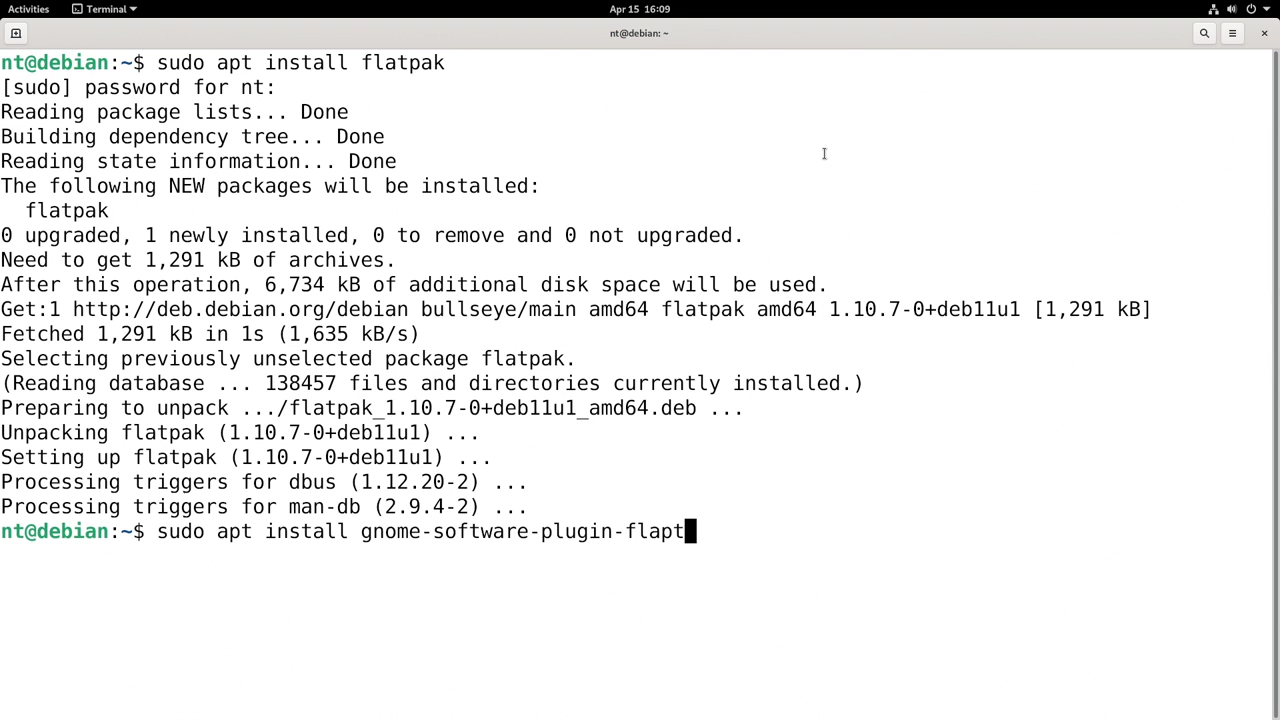 Activities Terminal Apr 15 16:09
nt@debian: ~
nt@debian:~$ sudo apt install flatpak
[sudo] password for nt:
Reading package lists... Done
Building dependency tree... Done
Reading state information... Done
The following NEW packages will be installed:
  flatpak
0 upgraded, 1 newly installed, 0 to remove and 0 not upgraded.
Need to get 1,291 kB of archives.
After this operation, 6,734 kB of additional disk space will be used.
Get:1 http://deb.debian.org/debian bullseye/main amd64 flatpak amd64 1.10.7-0+deb11u1 [1,291 kB]
Fetched 1,291 kB in 1s (1,635 kB/s)
Selecting previously unselected package flatpak.
(Reading database ... 138457 files and directories currently installed.)
Preparing to unpack .../flatpak_1.10.7-0+deb11u1_amd64.deb ...
Unpacking flatpak (1.10.7-0+deb11u1) ...
Setting up flatpak (1.10.7-0+deb11u1) ...
Processing triggers for dbus (1.12.20-2) ...
Processing triggers for man-db (2.9.4-2) ...
nt@debian:~$ sudo apt install gnome-software-plugin-flapt